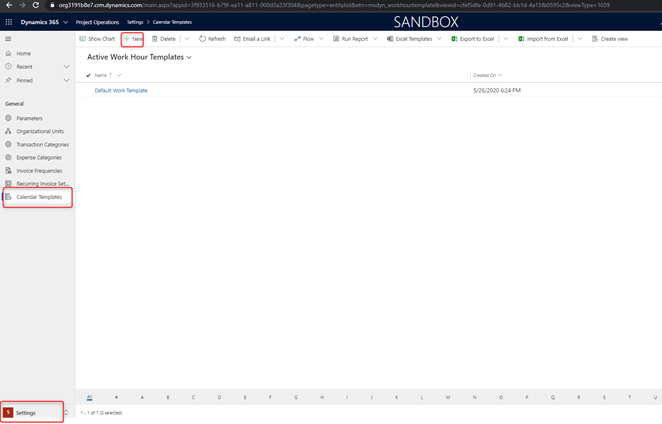 org3191b8e7.crm.dynamics.com/main.aspx?appid=3f933516-b79f-ea11-a811-000d3a33f304&pagetype=entitylist&etn=msdyn_workhourtemplate&viewid=cfef5dfe-0d91-4b82-bb1d-4a15fb0595c2&viewType=1039
Dynamics 365
Project Operations
Settings > Calendar Templates
SANDBOX
Show Chart
+ New
Delete
Refresh
Email a Link
Flow
Run Report
Excel Templates
Export to Excel
Import from Excel
Create view
Home
Recent
Pinned
General
Parameters
Organizational Units
Transaction Categories
Expense Categories
Invoice Frequencies
Recurring Invoice Set...
Calendar Templates
Active Work Hour Templates
Name ↑
Created On
Default Work Template
5/26/2020 6:24 PM
All # A B C D E F G H I J K L M N O P Q R S T U
S Settings
1 - 1 of 1 (0 selected)